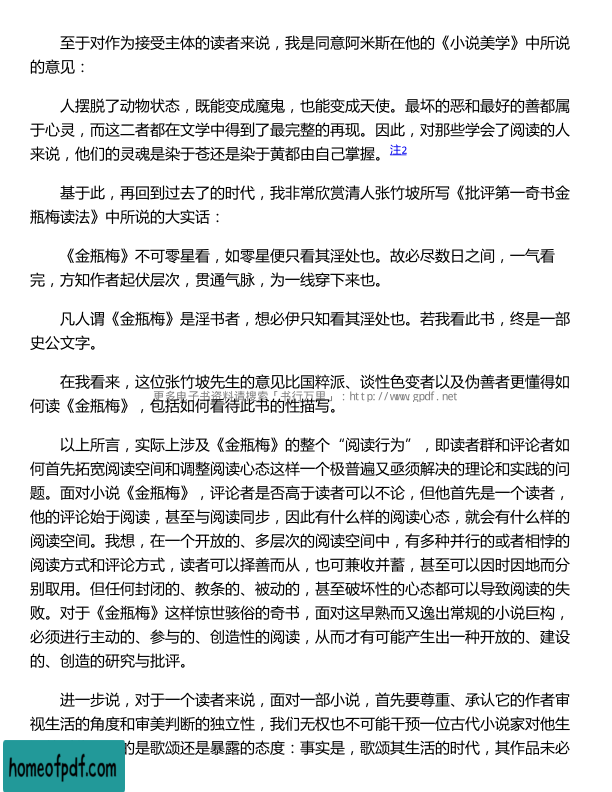 至于对作为接受主体的读者来说，我是同意阿米斯在他的《小说美学》中所说
的意见：
人摆脱了动物状态，既能变成魔鬼，也能变成天使。最坏的恶和最好的善都属
于心灵，而这二者都在文学中得到了最完整的再现。因此，对那些学会了阅读的人
来说，他们的灵魂是染于苍还是染于黄都由自己掌握。注2
基于此，再回到过去了的时代，我非常欣赏清人张竹坡所写《批评第一奇书金
瓶梅读法》中所说的大实话：
《金瓶梅》不可零星看，如零星便只看其淫处也。故必尽数日之间，一气看
完，方知作者起伏层次，贯通气脉，为一线穿下来也。
凡人谓《金瓶梅》是淫书者，想必伊只知看其淫处也。若我看此书，终是一部
史公文字。
在我看来，这位张竹坡先生的意见比国粹派、谈性色变者以及伪善者更懂得如
更多电子书资料请搜索「书行万里」：http://www.gpdf.net
何读《金瓶梅》，包括如何看待此书的性描写。
以上所言，实际上涉及《金瓶梅》的整个“阅读行为”，即读者群和评论者如
何首先拓宽阅读空间和调整阅读心态这样一个极普遍又亟须解决的理论和实践的问
题。面对小说《金瓶梅》，评论者是否高于读者可以不论，但他首先是一个读者，
他的评论始于阅读，甚至与阅读同步，因此有什么样的阅读心态，就会有什么样的
阅读空间。我想，在一个开放的、多层次的阅读空间中，有多种并行的或者相悖的
阅读方式和评论方式，读者可以择善而从，也可兼收并蓄，甚至可以因时因地而分
别取用。但任何封闭的、教条的、被动的，甚至破坏性的心态都可以导致阅读的失
败。对于《金瓶梅》这样惊世骇俗的奇书，面对这早熟而又逸出常规的小说巨构，
必须进行主动的、参与的、创造性的阅读，从而才有可能产生出一种开放的、建设
的、创造的研究与批评。
进一步说，对于一个读者来说，面对一部小说，首先要尊重、承认它的作者审
视生活的角度和审美判断的独立性，我们无权也不可能干预一位古代小说家对他生
的是歌颂还是暴露的态度：事实是，歌颂其生活的时代，其作品未必
homeofpdf.com